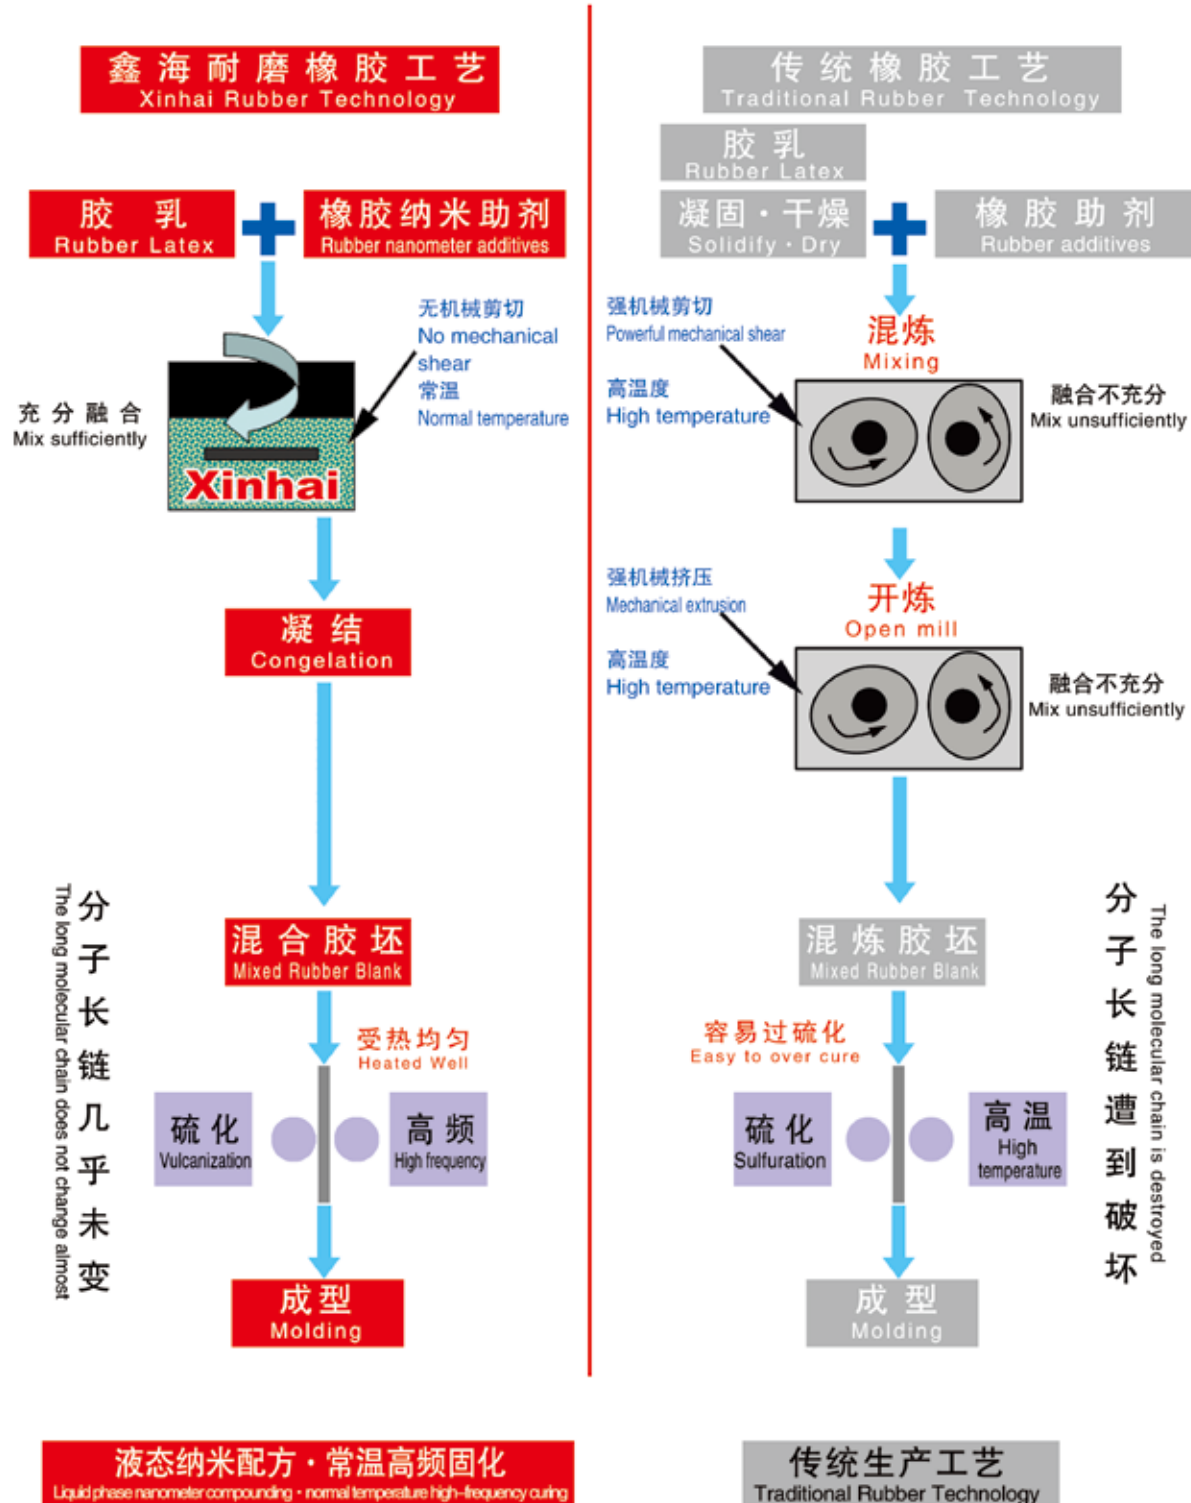 鑫海耐磨橡胶工艺
Xinhai Rubber Technology
胶 乳
Rubber Latex
橡胶纳米助剂
Rubber nanometer additives
无机械剪切
No mechanical
shear
常温
Normal temperature
充分融合
Mix sufficiently
Xinhai
凝结
Congelation
混合胶坯
Mixed Rubber Blank
受热均匀
Heated Well
硫化
Vulcanization
高频
High frequency
成型
Molding
分子长链几乎未变
The long molecular chain does not change almost
液态纳米配方·常温高频固化
Liquid phase nanometer compounding · normal temperature high-frequency curing
传统橡胶工艺
Traditional Rubber Technology
胶乳
Rubber Latex
凝固·干燥
Solidify · Dry
橡胶助剂
Rubber additives
混炼
Mixing
强机械剪切
Powerful mechanical shear
高温度
High temperature
融合不充分
Mix unsufficiently
开炼
Open mill
强机械挤压
Mechanical extrusion
高温度
High temperature
融合不充分
Mix unsufficiently
混炼胶坯
Mixed Rubber Blank
容易过硫化
Easy to over cure
硫化
Sulfuration
高温
High
temperature
成型
Molding
分子长链遭到破坏
The long molecular chain is destroyed
传统生产工艺
Traditional Rubber Technology